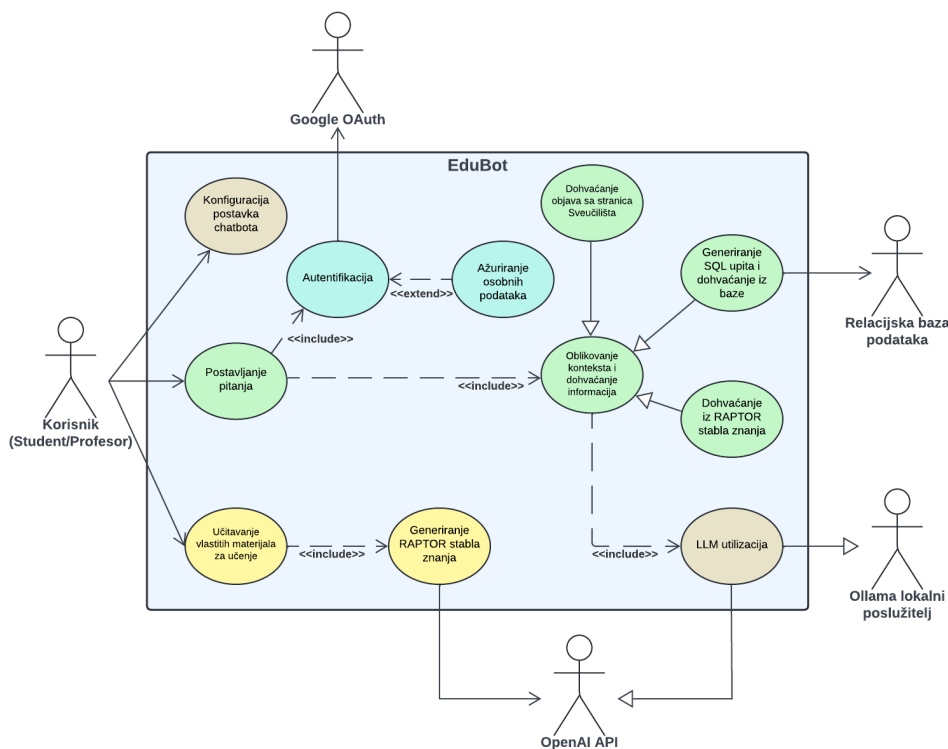 Google OAuth
EduBot
Konfiguracija
postavka
chatbota
Dohvaćanje
objava sa stranica
Sveučilišta
Autentifikacija
Ažuriranje
osobnih
podataka
<<extend>>
Generiranje
SQL upita i
dohvaćanje iz
baze
Relacijska baza
podataka
<<include>>
Korisnik
(Student/Profesor)
Postavljanje
pitanja
<<include>>
Oblikovanje
konteksta i
dohvaćanje
informacija
Dohvaćanje
iz RAPTOR
stabla znanja
Učitavanje
vlastitih materijala
za učenje
<<include>>
Generiranje
RAPTOR stabla
znanja
<<include>>
LLM utilizacija
Ollama lokalni
poslužitelj
OpenAI API